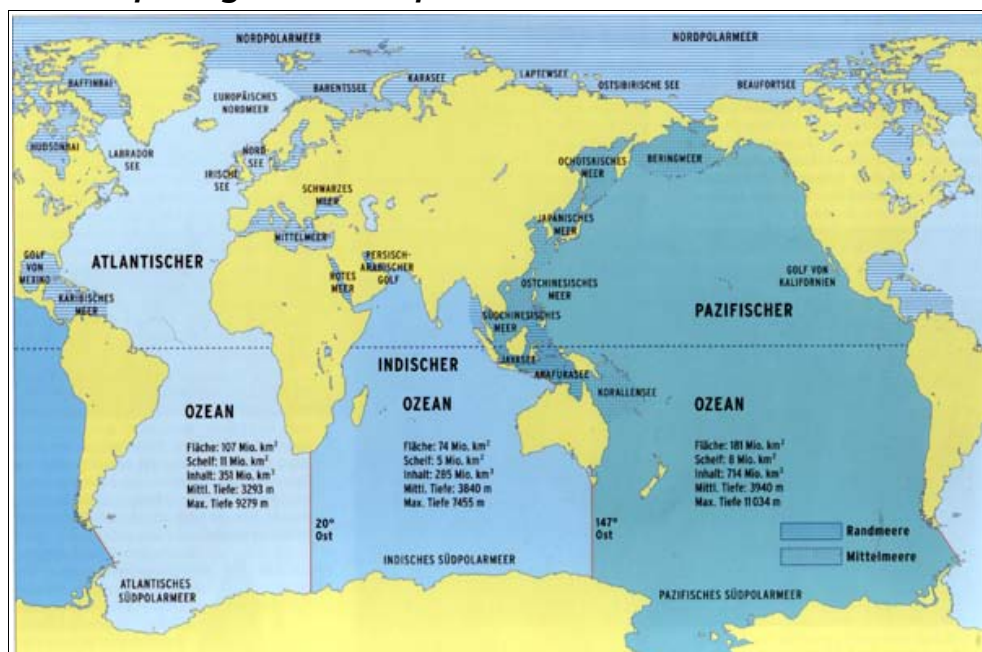 NORDPOLARMEER
NORDPOLARMEER
BAFFINBAI
KARASEE
LAPTEWSEE
BARENTSSEE
OSTSIBIRISCHE SEE
BEAUFORTSEE
EUROPÄISCHES
NORDMEER
HUDSONBAI
LABRADOR
SEE
NORD-
SEE
IRISCHE
SEE
OCHOTSKISCHES
MEER
BERINGMEER
SCHWARZES
MEER
JAPANISCHES
MEER
MITTELMEER
GOLF
VON
MEXIKO
ATLANTISCHER
PERSISCH-
ARABISCHER
GOLF
ROTES
MEER
GOLF VON
KALIFORNIEN
OSTCHINESISCHES
MEER
KARIBISCHES
MEER
SÜDCHINESISCHES
MEER
PAZIFISCHER
INDISCHER
JAVASEE
ARAFURASEE
KORALLENSEE
OZEAN
Fläche: 107 Mio. km²
Schelf: 11 Mio. km²
Inhalt: 351 Mio. km³
Mittl. Tiefe: 3293 m
Max. Tiefe 9279 m
OZEAN
Fläche: 74 Mio. km²
Schelf: 5 Mio. km²
Inhalt: 285 Mio. km³
Mittl. Tiefe: 3840 m
Max. Tiefe 7455 m
OZEAN
Fläche: 181 Mio. km²
Schelf: 8 Mio. km²
Inhalt: 714 Mio. km³
Mittl. Tiefe: 3940 m
Max. Tiefe 11 034 m
20°
Ost
147°
Ost
Randmeere
Mittelmeere
INDISCHES SÜDPOLARMEER
ATLANTISCHES
SÜDPOLARMEER
PAZIFISCHES SÜDPOLARMEER